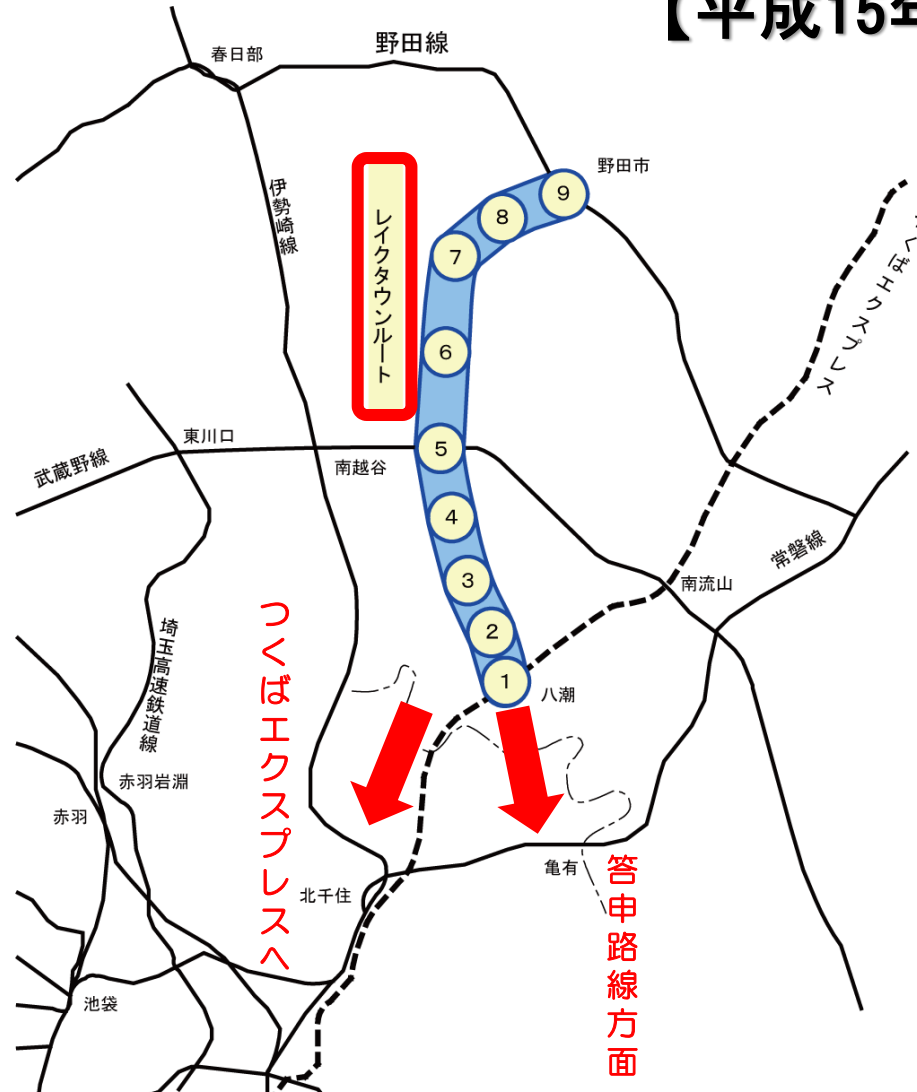 【平成15年
春日部
野田線
野田市
伊勢崎線
レイクタウンルート
9
8
7
6
5
4
3
2
1
つくばエクスプレス
東川口
武蔵野線
南越谷
常磐線
南流山
八潮
埼玉高速鉄道線
つくばエクスプレスへ
赤羽岩淵
赤羽
亀有
北千住
答申路線方面
池袋